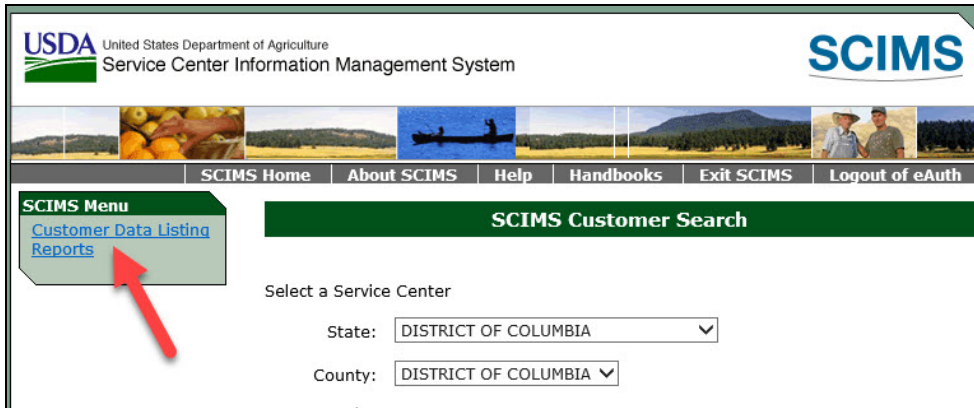 USDA United States Department of Agriculture
Service Center Information Management System
SCIMS
SCIMS Home About SCIMS Help Handbooks Exit SCIMS Logout of eAuth
SCIMS Menu
Customer Data Listing
Reports
SCIMS Customer Search
Select a Service Center
State: DISTRICT OF COLUMBIA
County: DISTRICT OF COLUMBIA